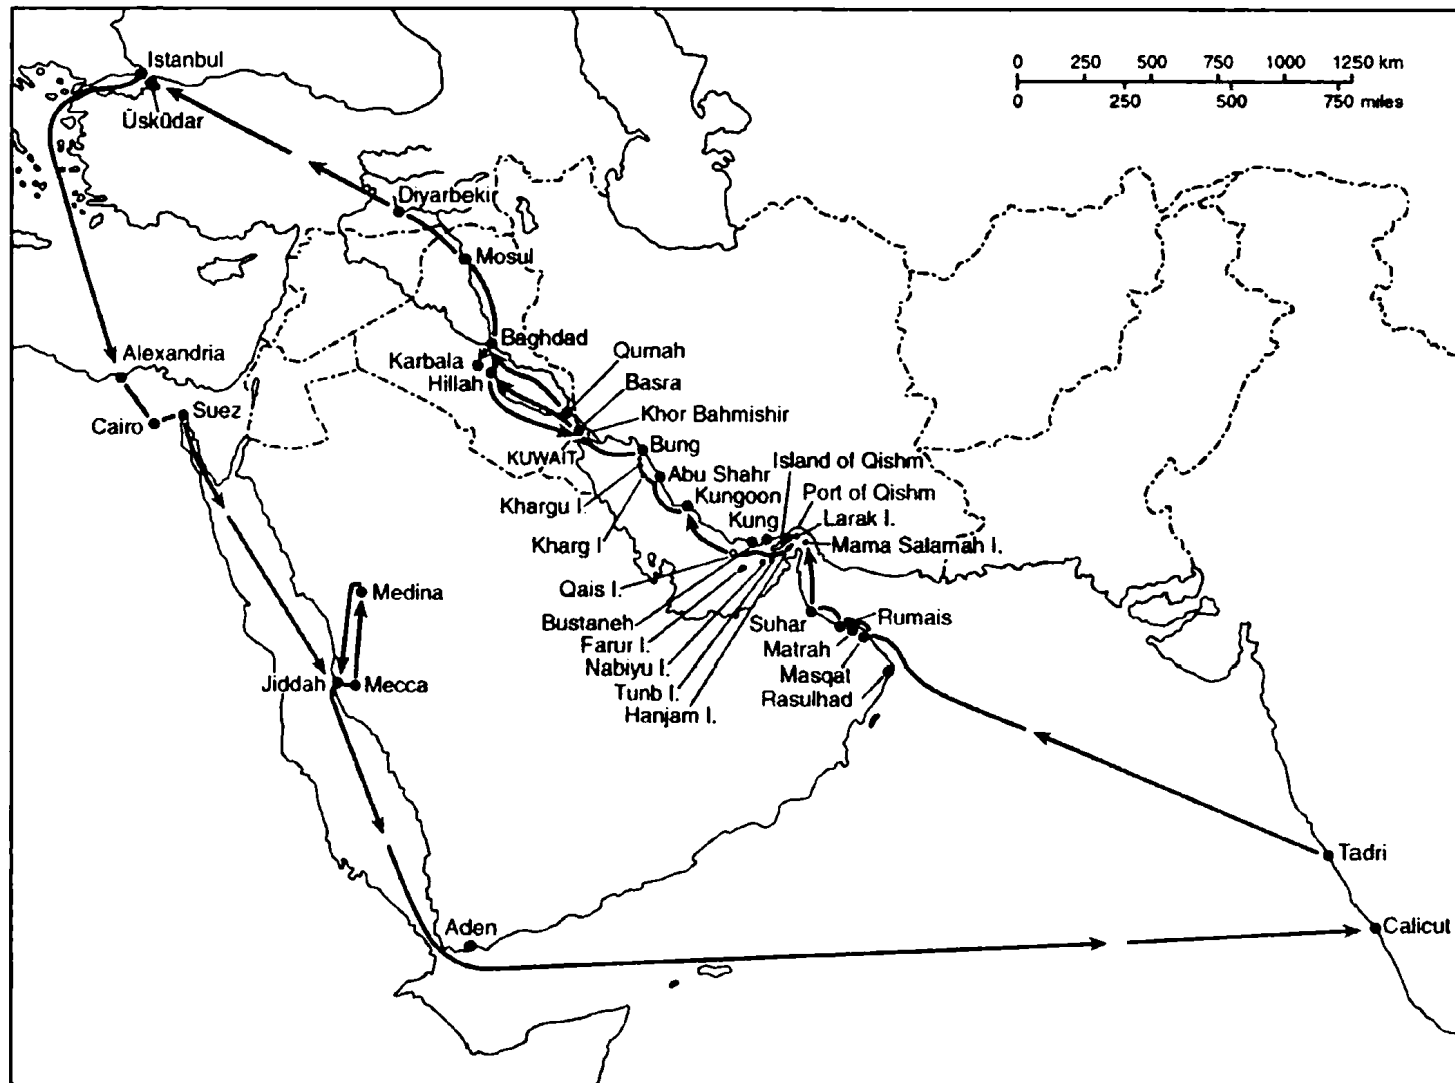 Istanbul
0 250 500 750 1000 1250 km
0 250 500 750 miles
Üsküdar
Diyarbekir
Mosul
Baghdad
Alexandria
Karbala
Qurnah
Hillah
Basra
Suez
Khor Bahmishir
Cairo
Bung
KUWAIT
Island of Qishm
Abu Shahr
Port of Qishm
Khargu I.
Kungoon
Kung
Larak I.
Kharg I
Mama Salamah I.
Qais I.
Medina
Bustaneh
Suhar
Rumais
Farur I.
Matrah
Nabiyu I.
Masqat
Jiddah
Mecca
Tunb I.
Rasulhad
Hanjam I.
Tadri
Aden
Calicut